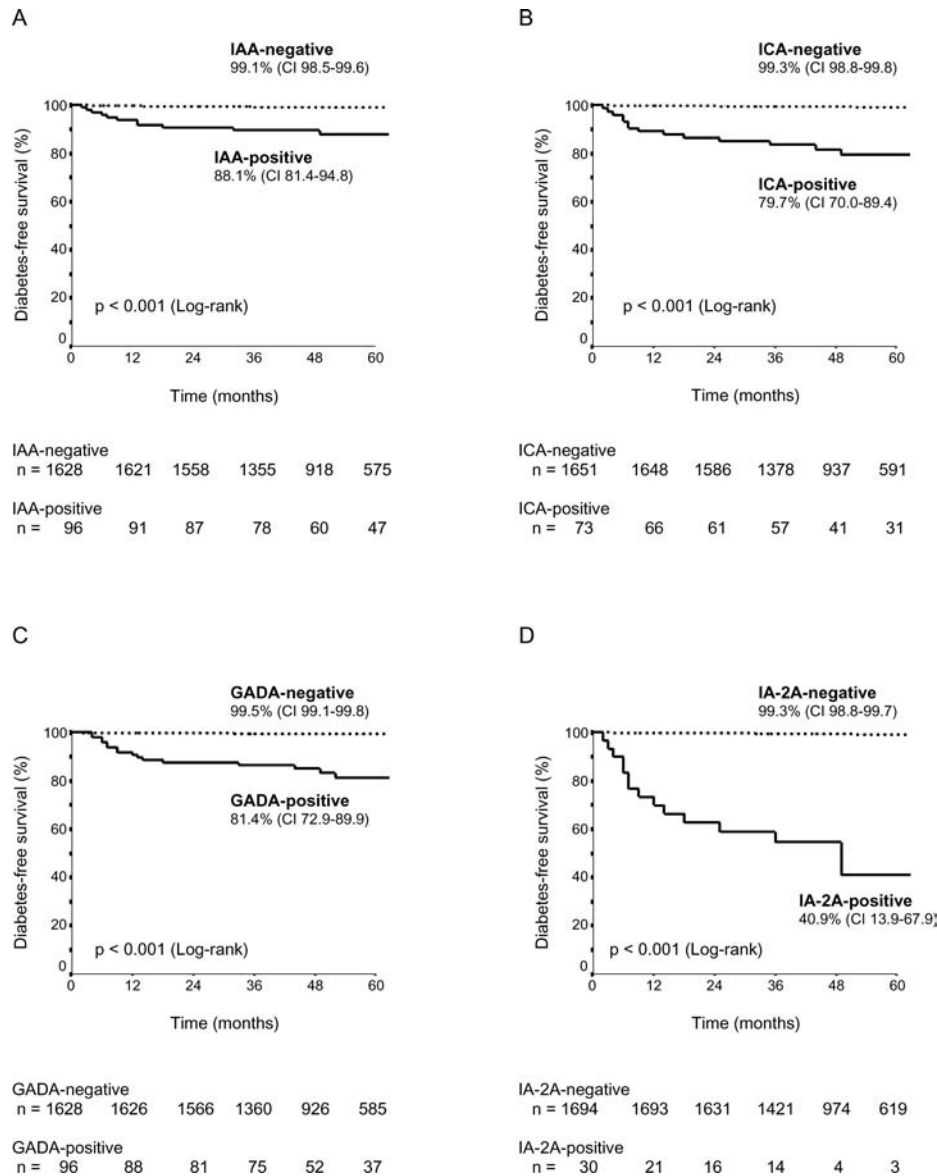 A
IAA-negative
99.1% (CI 98.5-99.6)
Diabetes-free survival (%)
100
80
60
40
20
0
IAA-positive
88.1% (CI 81.4-94.8)
p < 0.001 (Log-rank)
0 12 24 36 48 60
Time (months)
IAA-negative
n = 1628 1621 1558 1355 918 575
IAA-positive
n = 96 91 87 78 60 47
B
ICA-negative
99.3% (CI 98.8-99.8)
Diabetes-free survival (%)
100
80
60
40
20
0
ICA-positive
79.7% (CI 70.0-89.4)
p < 0.001 (Log-rank)
0 12 24 36 48 60
Time (months)
ICA-negative
n = 1651 1648 1586 1378 937 591
ICA-positive
n = 73 66 61 57 41 31
C
GADA-negative
99.5% (CI 99.1-99.8)
Diabetes-free survival (%)
100
80
60
40
20
0
GADA-positive
81.4% (CI 72.9-89.9)
p < 0.001 (Log-rank)
0 12 24 36 48 60
Time (months)
GADA-negative
n = 1628 1626 1566 1360 926 585
GADA-positive
n = 96 88 81 75 52 37
D
IA-2A-negative
99.3% (CI 98.8-99.7)
Diabetes-free survival (%)
100
80
60
40
20
0
IA-2A-positive
40.9% (CI 13.9-67.9)
p < 0.001 (Log-rank)
0 12 24 36 48 60
Time (months)
IA-2A-negative
n = 1694 1693 1631 1421 974 619
IA-2A-positive
n = 30 21 16 14 4 3